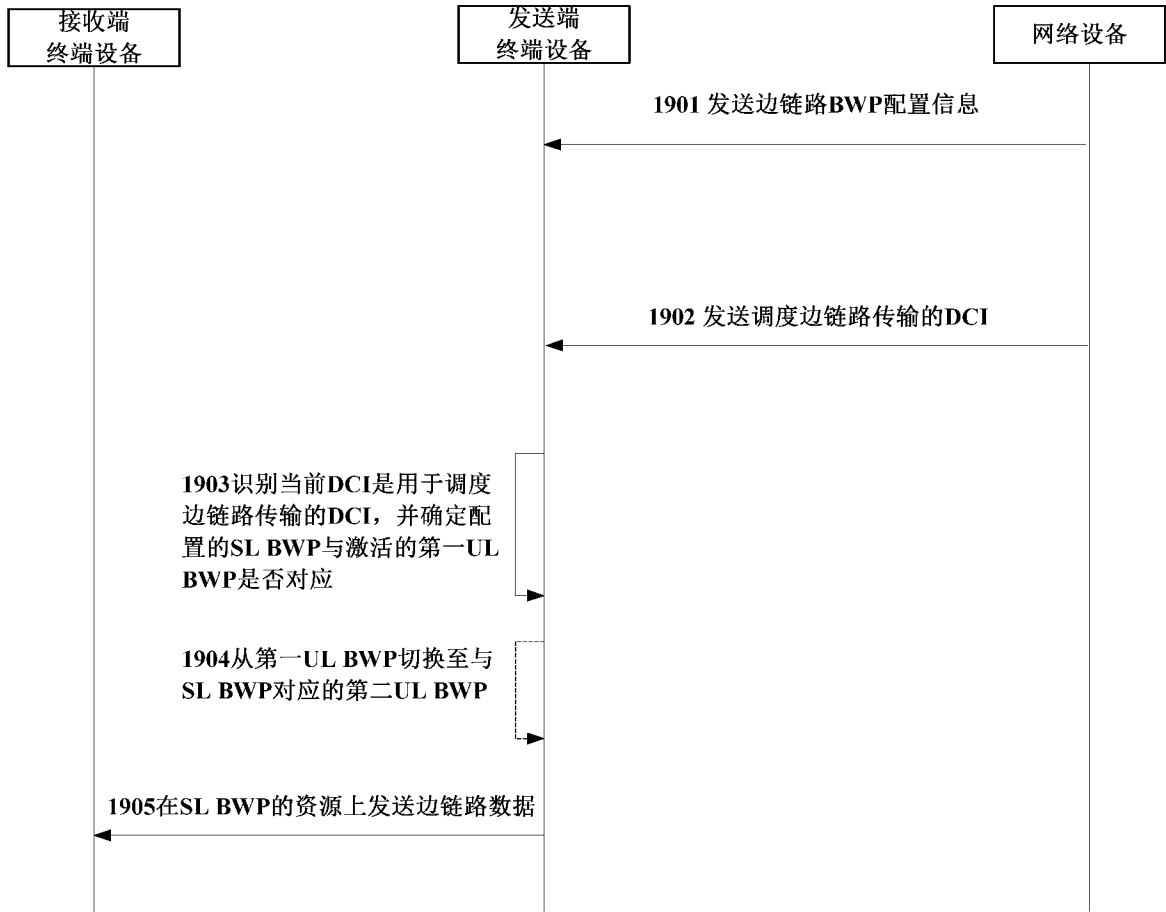 接收端
终端设备
发送端
终端设备
网络设备
1901 发送边链路BWP配置信息
1902 发送调度边链路传输的DCI
1903识别当前DCI是用于调度
边链路传输的DCI，并确定配
置的SL BWP与激活的第一UL
BWP是否对应
1904从第一UL BWP切换至与
SL BWP对应的第二UL BWP
1905在SL BWP的资源上发送边链路数据